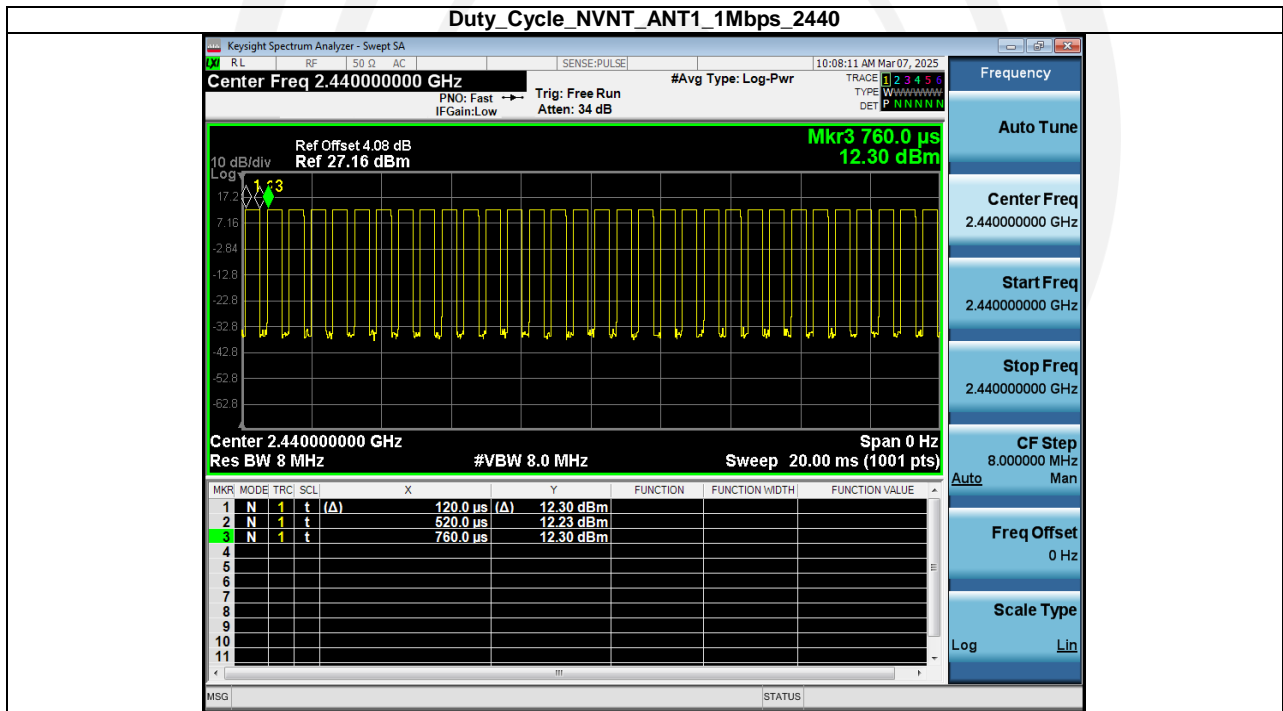 Duty_Cycle_NVNT_ANT1_1Mbps_2440
Keysight Spectrum Analyzer - Swept SA
LXI RL RF 50 Ω AC SENSE:PULSE 10:08:11 AM Mar 07, 2025
Center Freq 2.440000000 GHz #Avg Type: Log-Pwr TRACE 1 2 3 4 5 6
PNO: Fast Trig: Free Run TYPE WWWWWW
IFGain:Low Atten: 34 dB DET P N N N N N
Mkr3 760.0 µs
12.30 dBm
Ref Offset 4.08 dB
10 dB/div Ref 27.16 dBm
Log
1 2 3
17.2
7.16
-2.84
-12.8
-22.8
-32.8
-42.8
-52.8
-62.8
Center 2.440000000 GHz Span 0 Hz
Res BW 8 MHz #VBW 8.0 MHz Sweep 20.00 ms (1001 pts)
MKR MODE TRC SCL X Y FUNCTION FUNCTION WIDTH FUNCTION VALUE
1 N 1 t (Δ) 120.0 µs (Δ) 12.30 dBm
2 N 1 t 520.0 µs 12.23 dBm
3 N 1 t 760.0 µs 12.30 dBm
4
5
6
7
8
9
10
11
MSG STATUS
Frequency
Auto Tune
Center Freq
2.440000000 GHz
Start Freq
2.440000000 GHz
Stop Freq
2.440000000 GHz
CF Step
8.000000 MHz
Auto Man
Freq Offset
0 Hz
Scale Type
Log Lin